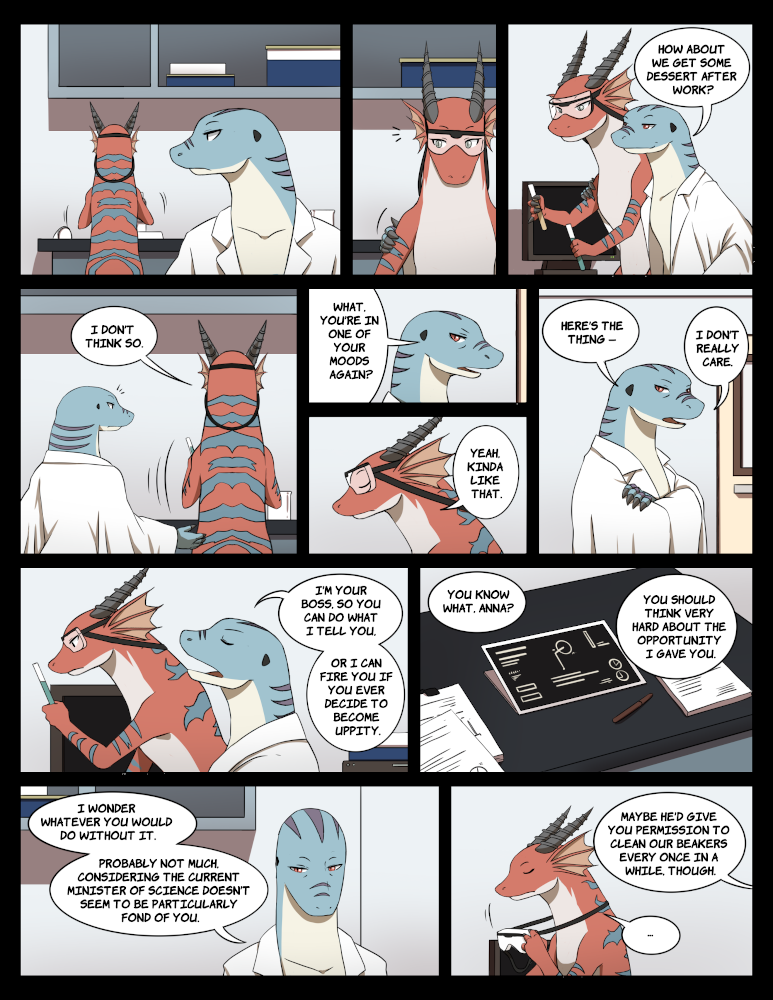 HOW ABOUT
WE GET SOME
DESSERT AFTER
WORK?
I DON'T
THINK SO.
WHAT,
YOU'RE IN
ONE OF
YOUR
MOODS
AGAIN?
YEAH,
KINDA
LIKE
THAT.
HERE'S THE
THING –
I DON'T
REALLY
CARE.
I'M YOUR
BOSS, SO YOU
CAN DO WHAT
I TELL YOU,
OR I CAN
FIRE YOU IF
YOU EVER
DECIDE TO
BECOME
UPPITY.
YOU KNOW
WHAT, ANNA?
YOU SHOULD
THINK VERY
HARD ABOUT THE
OPPORTUNITY
I GAVE YOU.
I WONDER
WHATEVER YOU WOULD
DO WITHOUT IT.
PROBABLY NOT MUCH,
CONSIDERING THE CURRENT
MINISTER OF SCIENCE DOESN'T
SEEM TO BE PARTICULARLY
FOND OF YOU.
MAYBE HE'D GIVE
YOU PERMISSION TO
CLEAN OUR BEAKERS
EVERY ONCE IN A
WHILE, THOUGH.
...